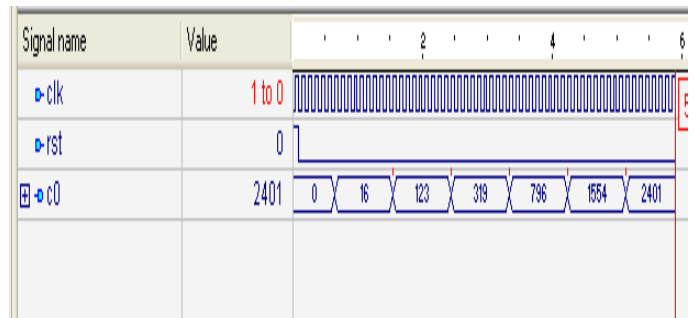 Signal name Value 2 4 6
clk 1 to 0 5
rst 0
c0 2401 0 16 123 319 796 1554 2401